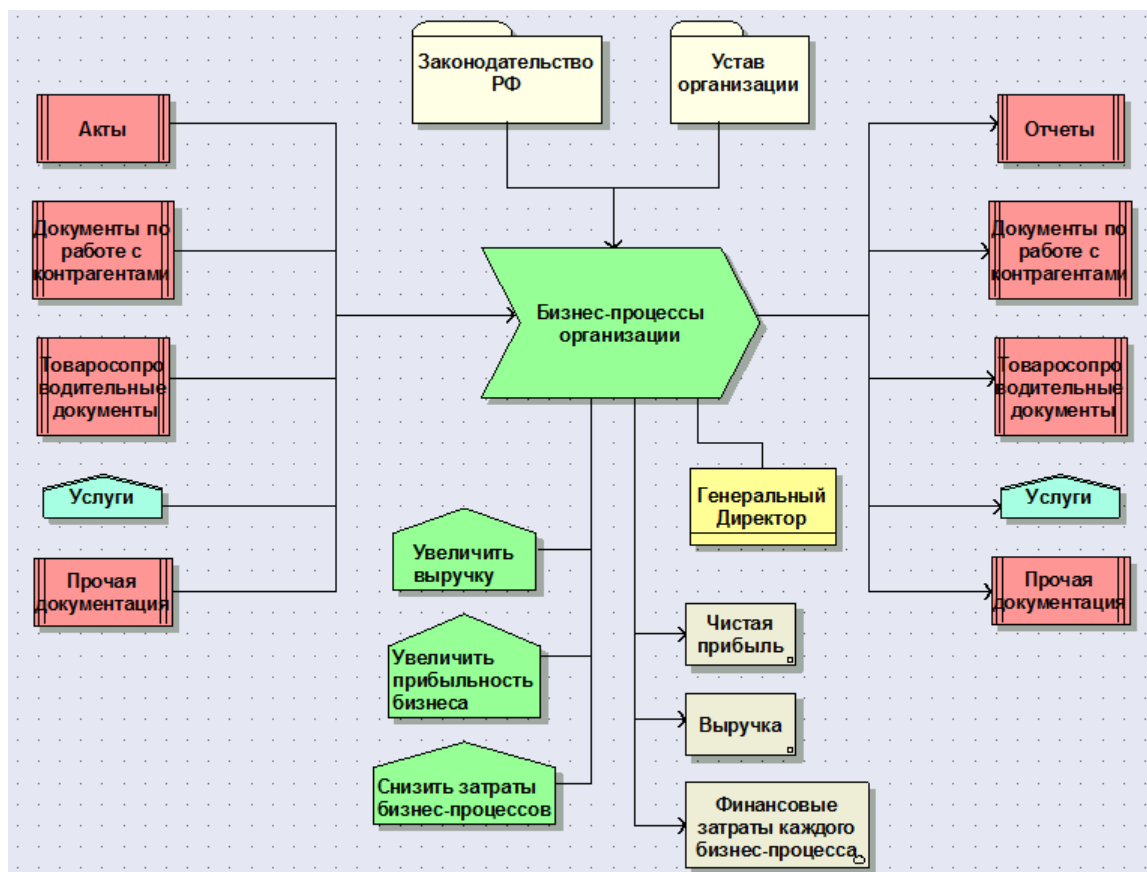 Законодательство
РФ
Устав
организации
Акты
Документы по
работе с
контрагентами
Товаросопро
водительные
документы
Услуги
Прочая
документация
Бизнес-процессы
организации
Отчеты
Документы по
работе с
контрагентами
Товаросопро
водительные
документы
Услуги
Прочая
документация
Генеральный
Директор
Увеличить
выручку
Увеличить
прибыльность
бизнеса
Снизить затраты
бизнес-процессов
Чистая
прибыль
Выручка
Финансовые
затраты каждого
бизнес-процесса